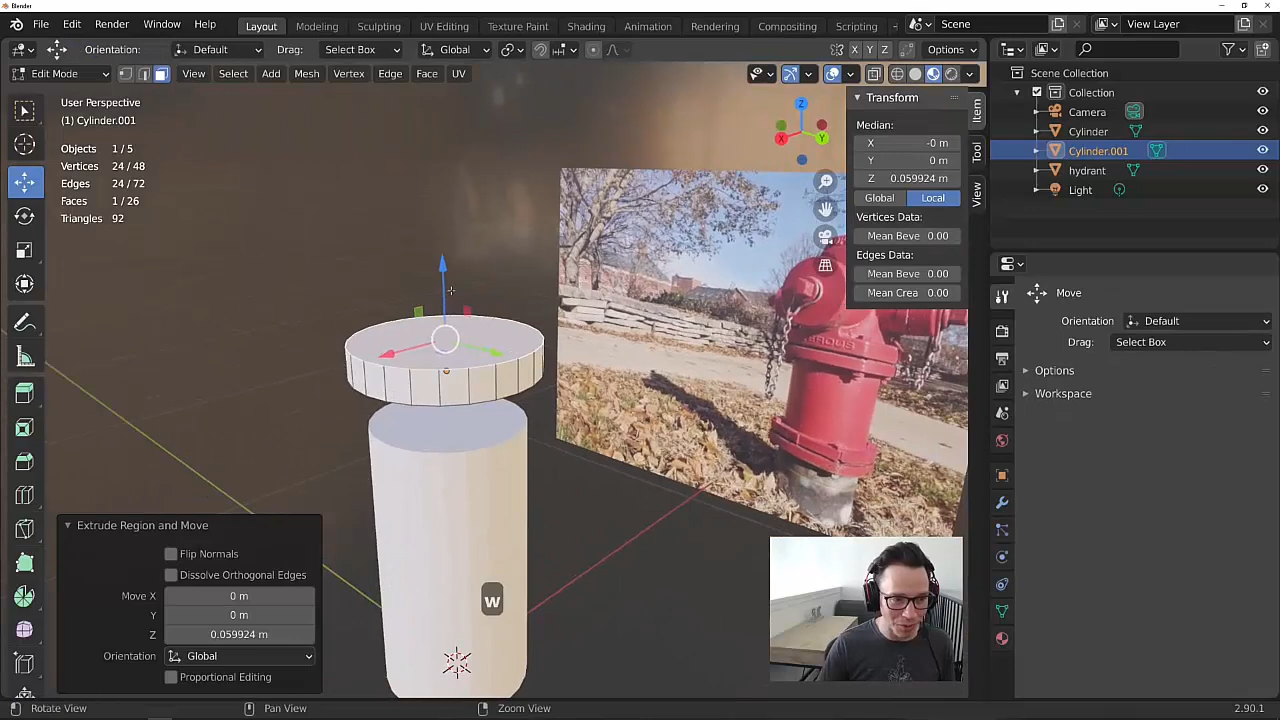 Blender
File Edit Render Window Help Layout Modeling Sculpting UV Editing Texture Paint Shading Animation Rendering Compositing Scripting Scene View Layer
Orientation: Default Drag: Select Box Global X Y Z Options
Edit Mode View Select Add Mesh Vertex Edge Face UV
User Perspective
(1) Cylinder.001
Objects 1/5
Vertices 24/48
Edges 24/72
Faces 1/26
Triangles 92
Z
X
Y
Transform
Median:
X -0 m
Y 0 m
Z 0.059924 m
Global Local
Vertices Data:
Mean Beve 0.00
Edges Data:
Mean Beve 0.00
Mean Crea 0.00
Item
Tool
View
Scene Collection
Collection
Camera
Cylinder
Cylinder.001
hydrant
Light
Move
Orientation: Default
Drag: Select Box
Options
Workspace
Extrude Region and Move
Flip Normals
Dissolve Orthogonal Edges
Move X 0 m
Y 0 m
Z 0.059924 m
Orientation Global
Proportional Editing
W
Rotate View Pan View Zoom View 2.90.1